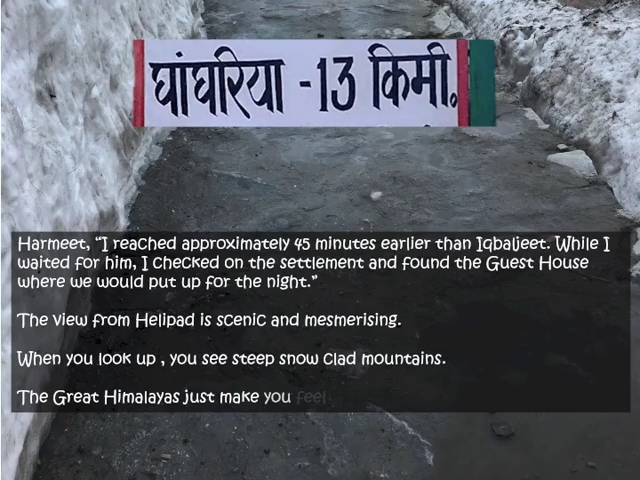 घांघरिया - 13 किमी.
Harmeet, “I reached approximately 45 minutes earlier than Iqbaljeet. While I
waited for him, I checked on the settlement and found the Guest House
where we would put up for the night.”
The view from Helipad is scenic and mesmerising.
When you look up , you see steep snow clad mountains.
The Great Himalayas just make you feel